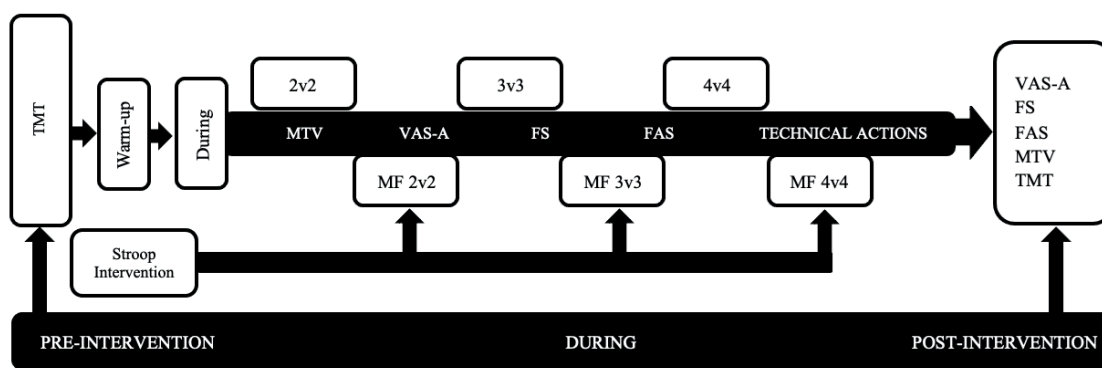 TMT
Warm-up
During
2v2
3v3
4v4
MTV VAS-A FS FAS TECHNICAL ACTIONS
MF 2v2
MF 3v3
MF 4v4
VAS-A
FS
FAS
MTV
TMT
Stroop
Intervention
PRE-INTERVENTION DURING POST-INTERVENTION